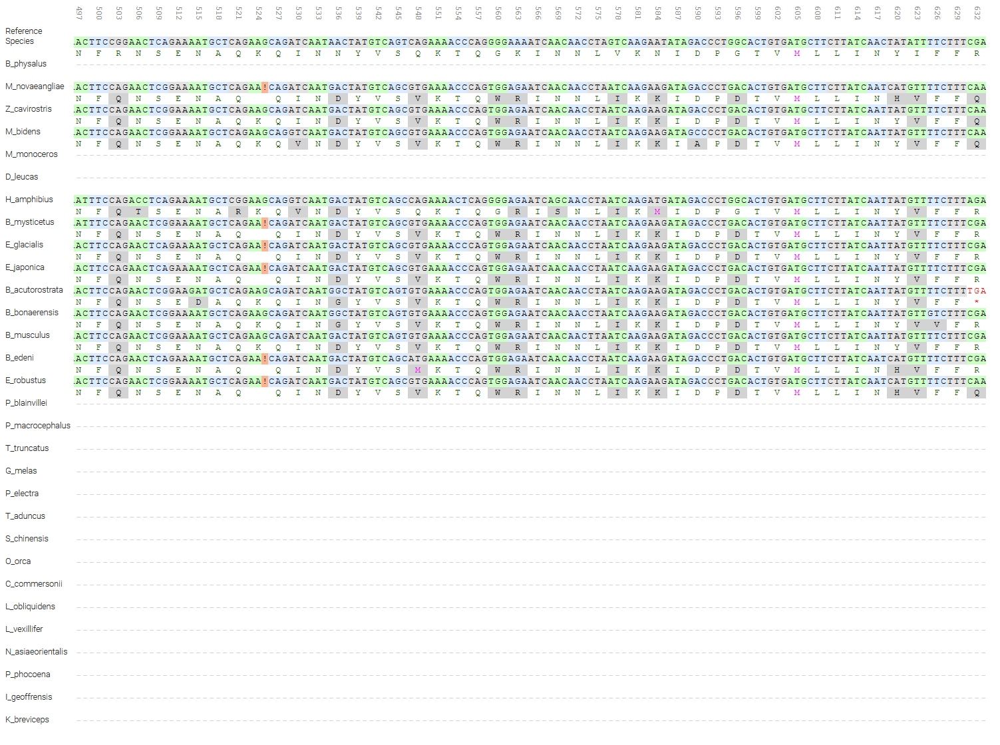 497 500 503 506 509 512 515 518 521 524 527 530 533 536 539 542 545 548 551 554 557 560 563 566 569 572 575 578 581 584 587 590 593 596 599 602 605 608 611 614 617 620 623 626 629 632
Reference
Species ACTTCCGGAACTCAGAAAATGCTCAGAAGCAGATCAATAACTATGTCAGTCAGAAAACCCAGGGGAAAATCAACAACCTAGTCAAGAATATAGACCCTGGCACTGTGATGCTTCTTATCAACTATATTTTCTTTCGA
N F R N S E N A Q K Q I N N Y V S Q K T Q G K I N N L V K N I D P G T V M L L I N Y I F F R
B_physalus
M_novaeangliae ACTTCCAGAACTCGGAAAATGCTCAGAA!CAGATCAATGACTATGTCAGCGTGAAAACCCAGTGGAGAATCAACAACCTAATCAAGAAGATAGACCCTGACACTGTGATGCTTCTTATCAATCATGTTTTCTTTCAA
N F Q N S E N A Q Q I N D Y V S V K T Q W R I N N L I K K I D P D T V M L L I N H V F F Q
Z_cavirostris ACTTCCAGAACTCGGAAAATGCTCAGAAGCAGATCAATGACTATGTCAGCGTGAAAACCCAGTGGAGAATCAACAACCTAATCAAGAAGATAGACCCTGACACTGTGATGCTTCTTATCAATTATGTTTTCTTTCAA
N F Q N S E N A Q K Q I N D Y V S V K T Q W R I N N L I K K I D P D T V M L L I N Y V F F Q
M_bidens ACTTCCAGAACTCGGAAAATGCTCAGAAGCAGGTCAATGACTATGTCAGCGTGAAAACCCAGTGGAGAATCAACAACCTAATCAAGAAGATAGCCCCTGACACTGTGATGCTTCTTATCAATTATGTTTTCTTTCAA
N F Q N S E N A Q K Q V N D Y V S V K T Q W R I N N L I K K I A P D T V M L L I N Y V F F Q
M_monoceros
D_leucas
H_amphibius ATTTCCAGACCTCAGAAAATGCTCGGAAGCAGGTCAATGACTATGTCAGCCAGAAAACTCAGGGGAGAATCAGCAACCTAATCAAGATGATAGACCCTGGCACTGTGATGCTTCTTATCAATTATGTTTTCTTTAGA
N F Q T S E N A R K Q V N D Y V S Q K T Q G R I S N L I K M I D P G T V M L L I N Y V F F R
B_mysticetus ATTTCCAGAACTCGGAAAATGCTCAGAA!CAGATCAATGACTATGTCAGCGTGAAAACCCAGTGGAGAATCAACAACCTAATCAAGAAGATAGACCCTGACACTGTGATGCTTCTTATCAATTATGTTTTCTTTCGA
N F Q N S E N A Q Q I N D Y V S V K T Q W R I N N L I K K I D P D T V M L L I N Y V F F R
E_glacialis ACTTCCAGAACTCAGAAAATGCTCAGAA!CAGATCAATGACTATGTCAGCGTGAAAACCCAGTGGAGAATCAACAACCTAATCAAGAAGATAGACCCTGACACTGTGATGCTTCTTATCAATTATGTTTTCTTTCGA
N F Q N S E N A Q Q I N D Y V S V K T Q W R I N N L I K K I D P D T V M L L I N Y V F F R
E_japonica ACTTCCAGAACTCAGAAAATGCTCAGAA!CAGATCAATGACTATGTCAGCGTGAAAACCCAGTGGAGAATCAACAACCTAATCAAGAAGATAGACCCTGACACTGTGATGCTTCTTATCAATTATGTTTTCTTTCGA
N F Q N S E N A Q Q I N D Y V S V K T Q W R I N N L I K K I D P D T V M L L I N Y V F F R
B_acutorostrata ACTTCCAGAACTCGGAAGATGCTCAGAAGCAGATCAATGGCTATGTCAGTGTGAAAACCCAGTGGAGAATCAACAACCTAATCAAGAAGATAGACCCTGACACTGTGATGCTTCTTATCAATTATGTTTTCTTTTGA
N F Q N S E D A Q K Q I N G Y V S V K T Q W R I N N L I K K I D P D T V M L L I N Y V F F *
B_bonaerensis ACTTCCAGAACTCGGAAAATGCTCAGAAGCAGATCAATGGCTATGTCAGTGTGAAAACCCAGTGGAGAATCAACAACCTAATCAAGAAGATAGACCCTGACACTGTGATGCTTCTTATCAATTATGTTGTCTTTCGA
N F Q N S E N A Q K Q I N G Y V S V K T Q W R I N N L I K K I D P D T V M L L I N Y V V F R
B_musculus ACTTCCAGAACTCAGAAAATGCTCAGAAGCAGATCAATGACTATGTCAGTGTGAAAACCCAGTGGAGAATCAACAACTTAATCAAGAAGATAGACCCTGACACTGTGATGCTTCTTATCAATTATGTTTTCTTTCGA
N F Q N S E N A Q K Q I N D Y V S V K T Q W R I N N L I K K I D P D T V M L L I N Y V F F R
B_edeni ACTTCCAGAACTCAGAAAATGCTCAGAA!CAGATCAATGACTATGTCAGCATGAAAACCCAGTGGAGAATCAACAACCTAATCAAGAAGATAGACCCTGACACTGTGATGCTTCTTATCAATCATGTTTTCTTTCGA
N F Q N S E N A Q Q I N D Y V S M K T Q W R I N N L I K K I D P D T V M L L I N H V F F R
E_robustus ACTTCCAGAACTCGGAAAATGCTCAGAA!CAGATCAATGACTATGTCAGCGTGAAAACCCAGTGGAGAATCAACAACCTAATCAAGAAGATAGACCCTGACACTGTGATGCTTCTTATCAATCATGTTTTCTTTCAA
N F Q N S E N A Q Q I N D Y V S V K T Q W R I N N L I K K I D P D T V M L L I N H V F F Q
P_blainvillei
P_macrocephalus
T_truncatus
G_melas
P_electra
T_aduncus
S_chinensis
O_orca
C_commersonii
L_obliquidens
L_vexillifer
N_asiaeorientalis
P_phocoena
I_geoffrensis
K_breviceps